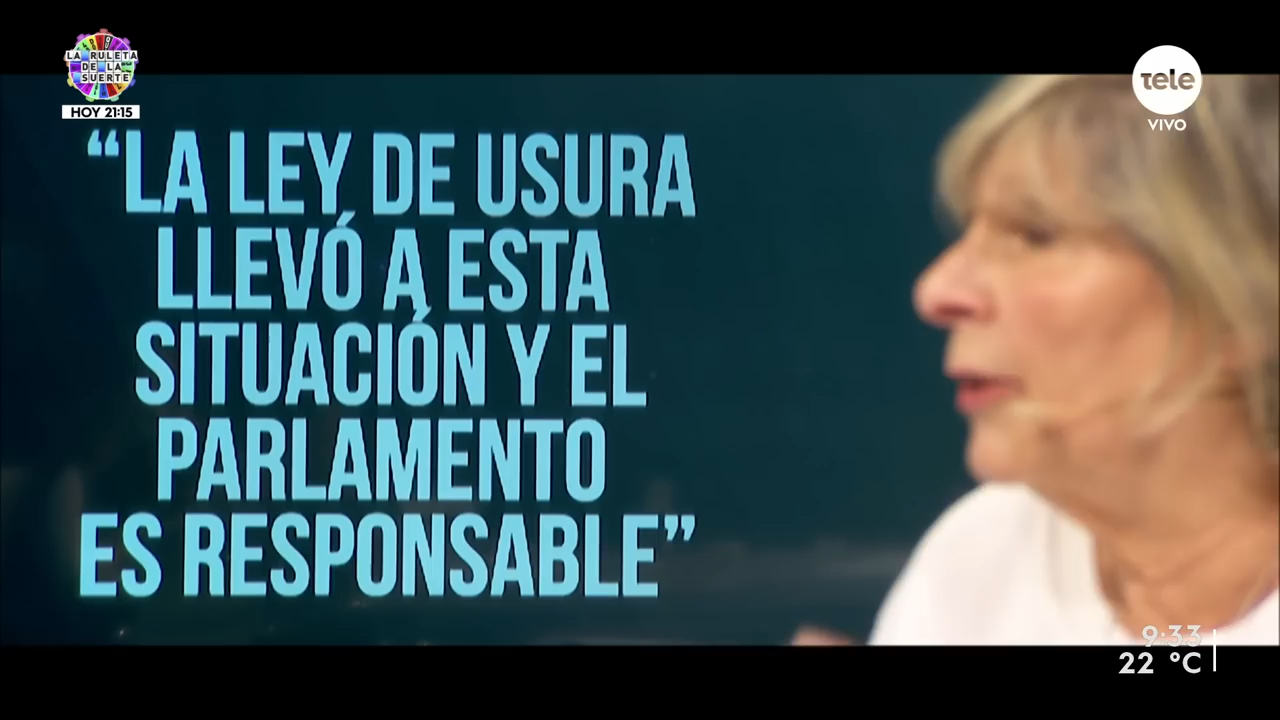 LA RULETA
DE LA
SUERTE
HOY 21:15
tele
VIVO
“LA LEY DE USURA
LLEVÓ A ESTA
SITUACIÓN Y EL
PARLAMENTO
ES RESPONSABLE”
9:33
22 °C